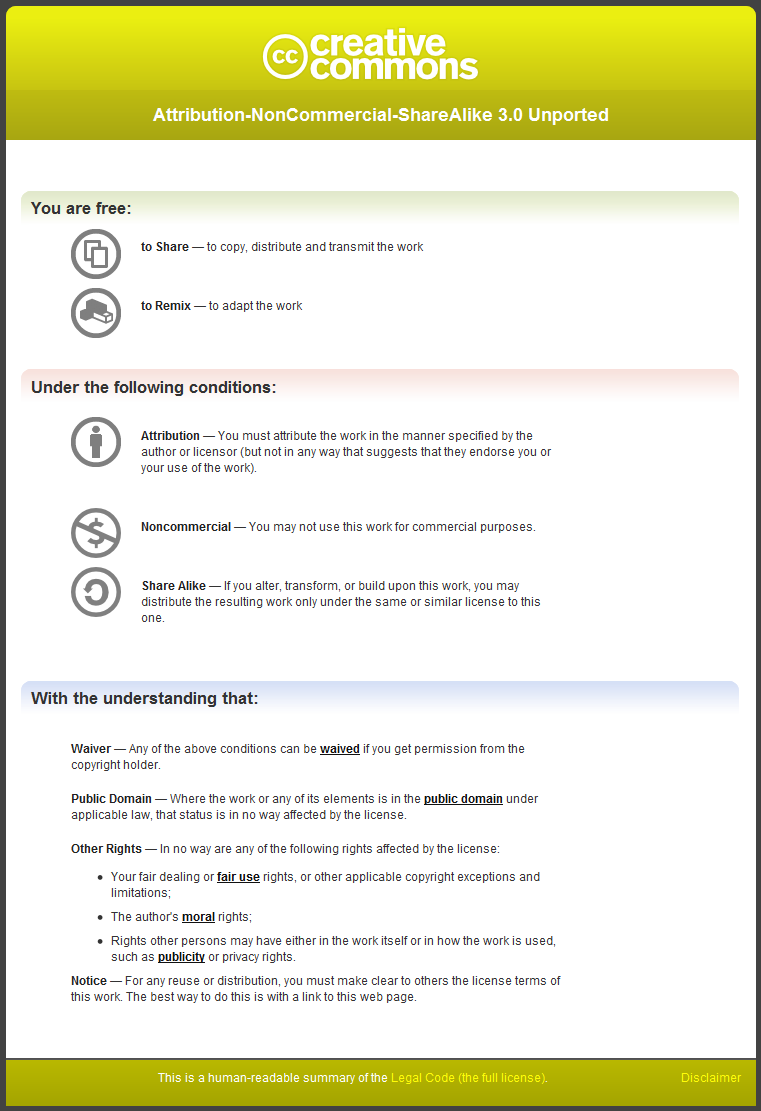 cc creative
commons
Attribution-NonCommercial-ShareAlike 3.0 Unported
You are free:
to Share — to copy, distribute and transmit the work
to Remix — to adapt the work
Under the following conditions:
Attribution — You must attribute the work in the manner specified by the
author or licensor (but not in any way that suggests that they endorse you or
your use of the work).
$
Noncommercial — You may not use this work for commercial purposes.
Share Alike — If you alter, transform, or build upon this work, you may
distribute the resulting work only under the same or similar license to this
one.
With the understanding that:
Waiver — Any of the above conditions can be waived if you get permission from the
copyright holder.
Public Domain — Where the work or any of its elements is in the public domain under
applicable law, that status is in no way affected by the license.
Other Rights — In no way are any of the following rights affected by the license:
• Your fair dealing or fair use rights, or other applicable copyright exceptions and
limitations;
• The author's moral rights;
• Rights other persons may have either in the work itself or in how the work is used,
such as publicity or privacy rights.
Notice — For any reuse or distribution, you must make clear to others the license terms of
this work. The best way to do this is with a link to this web page.
This is a human-readable summary of the Legal Code (the full license).
Disclaimer